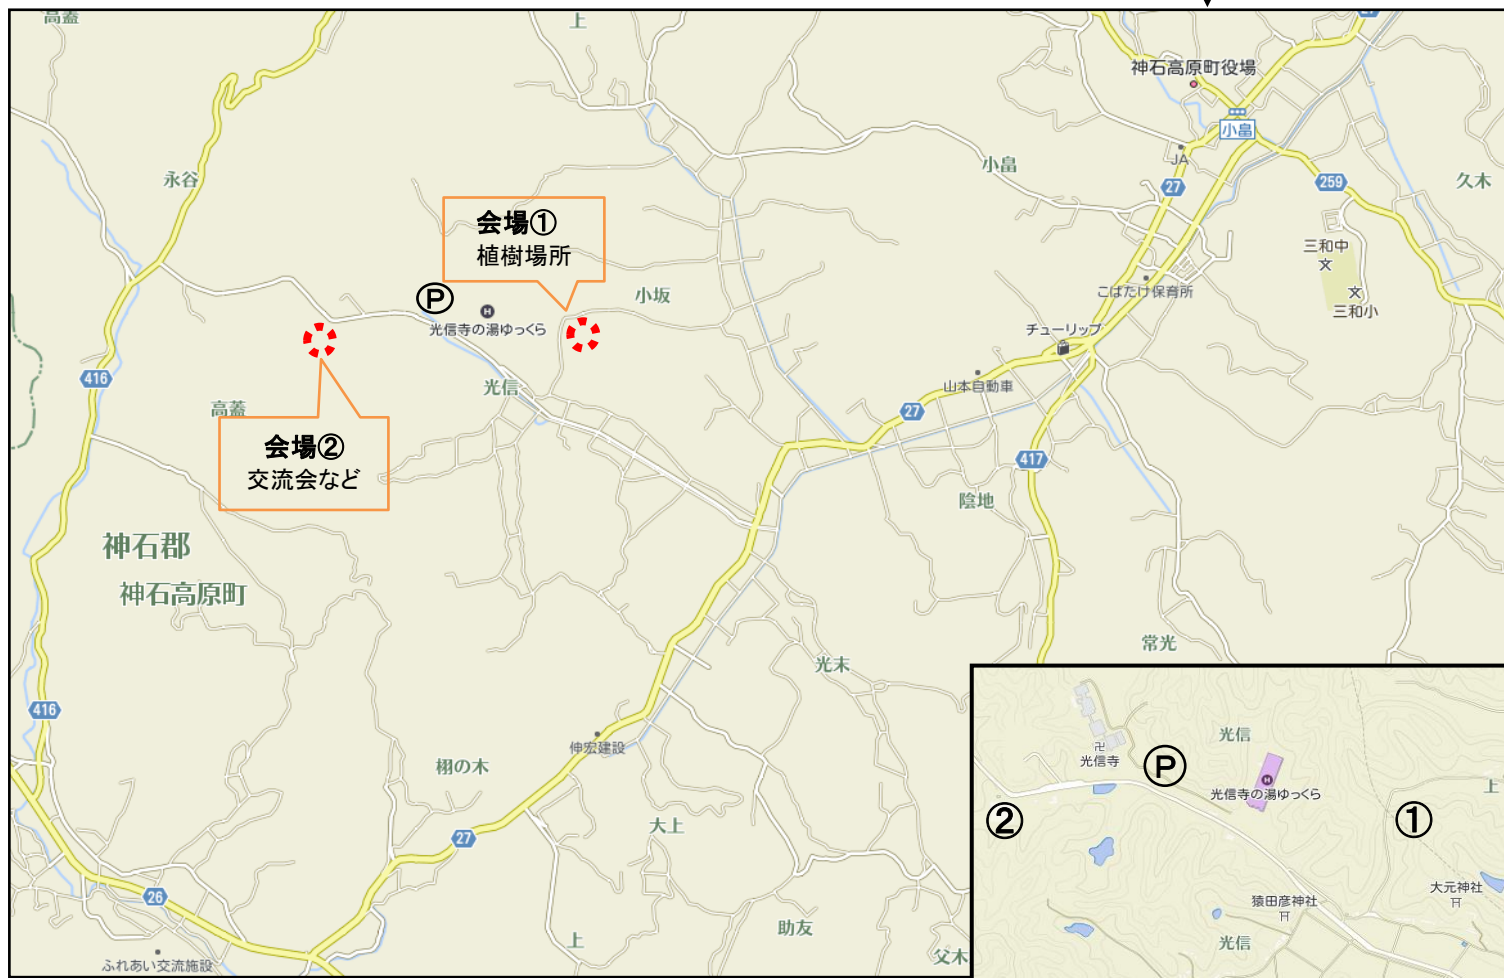 高蓋
上
27
神石高原町役場
小畠
JA
小畠
27
259
久木
永谷
会場①
植樹場所
三和中
文
三和小
文
こばたけ保育所
小坂
P
H
光信寺の湯ゆっくら
チューリップ
山本自動車
416
光信
27
高蓋
会場②
交流会など
417
陰地
神石郡
神石高原町
常光
光末
416
伸宏建設
栩の木
大上
27
26
助友
上
父木
ふれあい交流施設
卍
光信寺
P
光信
H
光信寺の湯ゆっくら
上
②
①
大元神社
猿田彦神社
光信